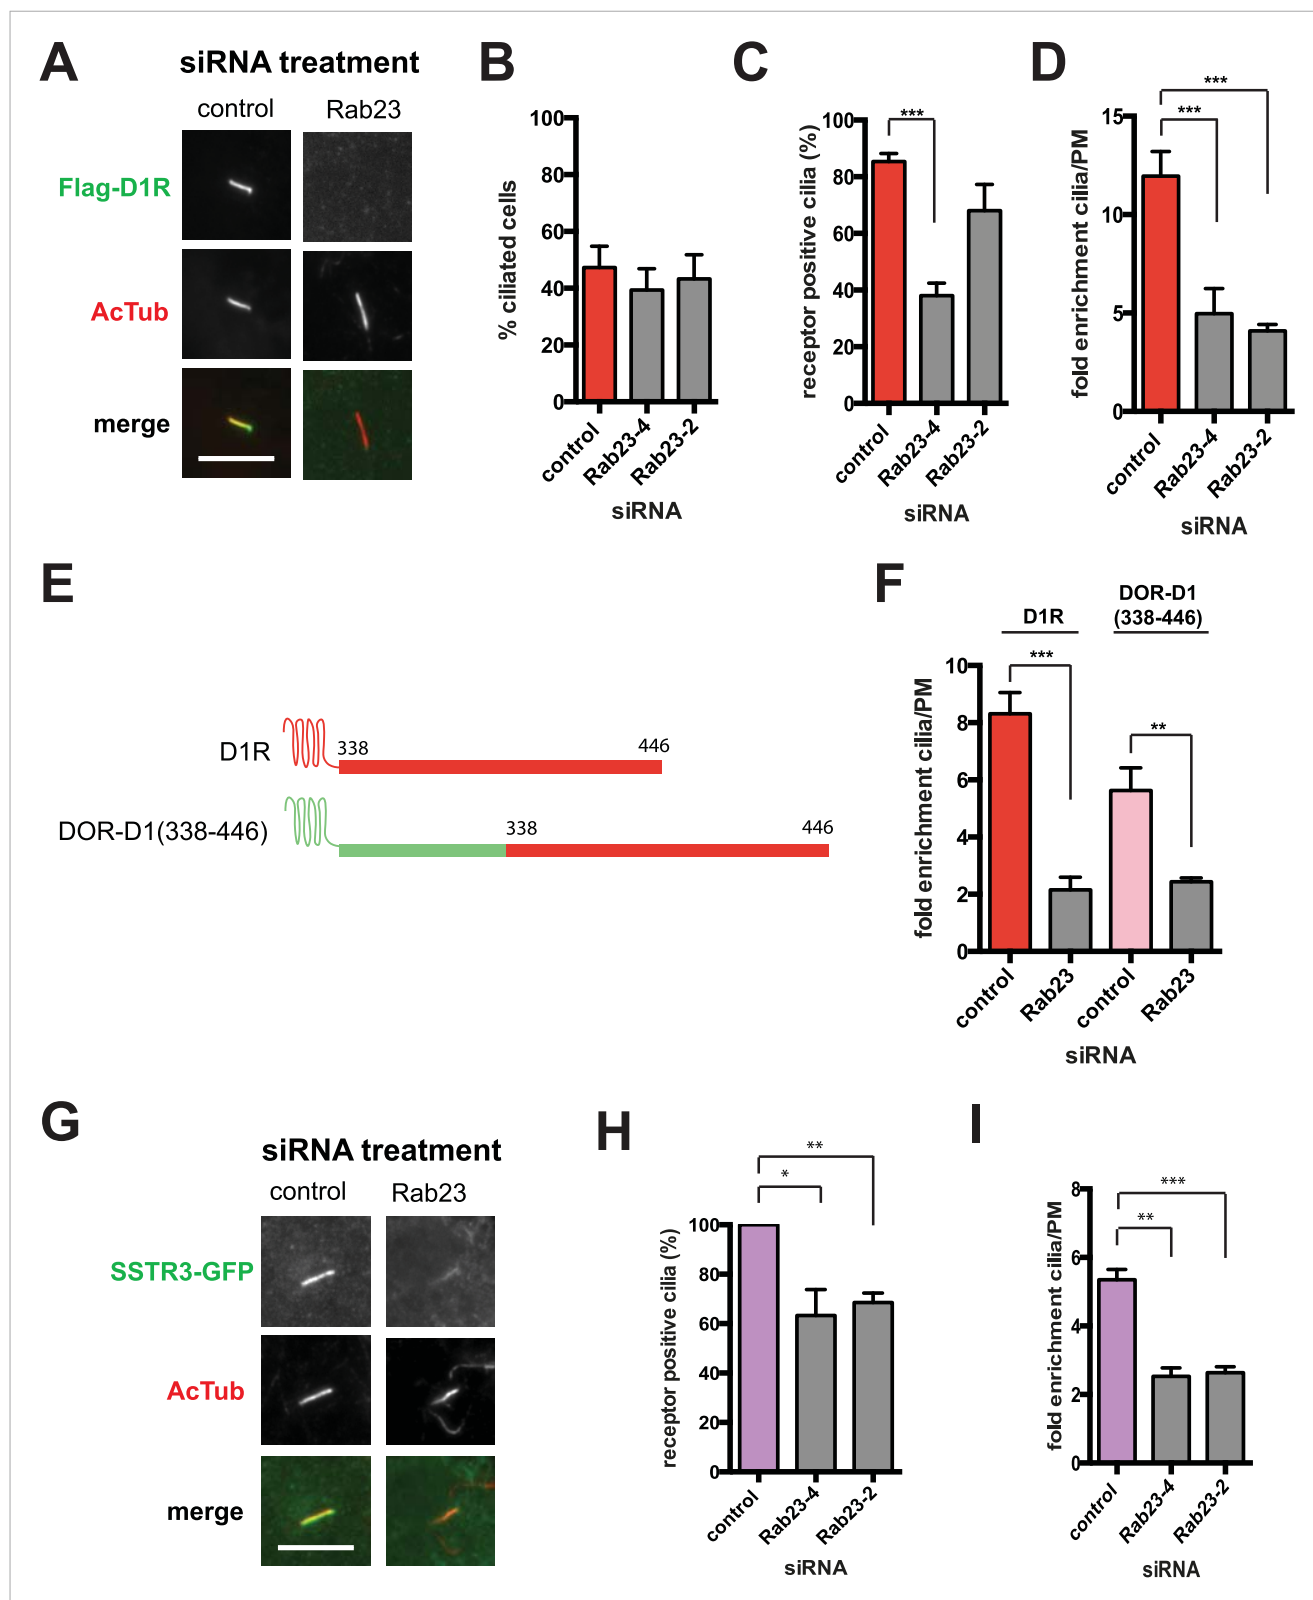 A
siRNA treatment
control
Rab23
Flag-D1R
AcTub
merge
B
% ciliated cells
100
80
60
40
20
0
control
Rab23-4
Rab23-2
siRNA
C
receptor positive cilia (%)
100
80
60
40
20
0
***
control
Rab23-4
Rab23-2
siRNA
D
fold enrichment cilia/PM
15
10
5
0
***
***
control
Rab23-4
Rab23-2
siRNA
E
D1R
338
446
DOR-D1(338-446)
338
446
F
D1R
DOR-D1
(338-446)
fold enrichment cilia/PM
10
8
6
4
2
0
***
**
control
Rab23
control
Rab23
siRNA
G
siRNA treatment
control
Rab23
SSTR3-GFP
AcTub
merge
H
receptor positive cilia (%)
100
80
60
40
20
0
**
*
control
Rab23-4
Rab23-2
siRNA
I
fold enrichment cilia/PM
8
6
4
2
0
***
**
control
Rab23-4
Rab23-2
siRNA